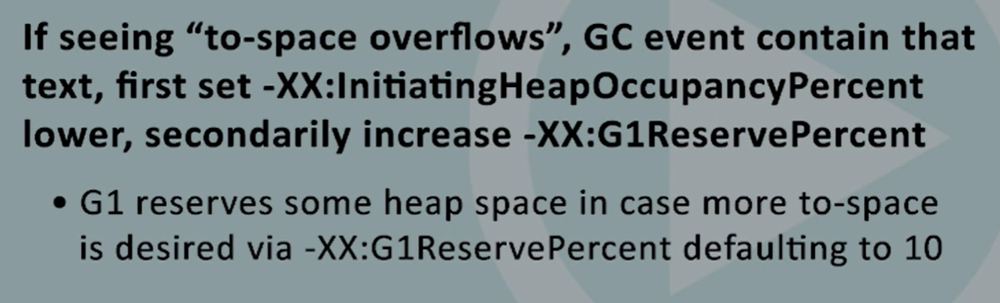 If seeing “to-space overflows”, GC event contain that
text, first set -XX:InitiatingHeapOccupancyPercent
lower, secondarily increase -XX:G1ReservePercent
• G1 reserves some heap space in case more to-space
is desired via -XX:G1ReservePercent defaulting to 10